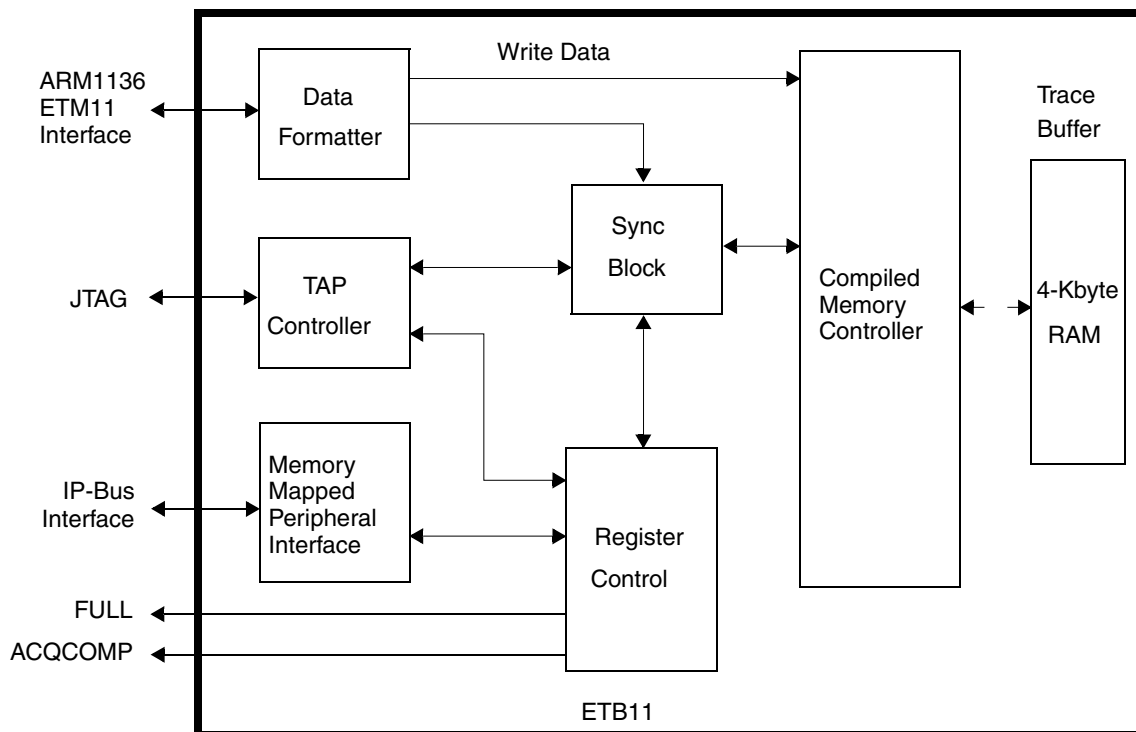 Write Data
ARM1136
ETM11
Interface
Data
Formatter
Trace
Buffer
Sync
Block
JTAG
TAP
Controller
Compiled
Memory
Controller
4-Kbyte
RAM
IP-Bus
Interface
Memory
Mapped
Peripheral
Interface
Register
Control
FULL
ACQCOMP
ETB11